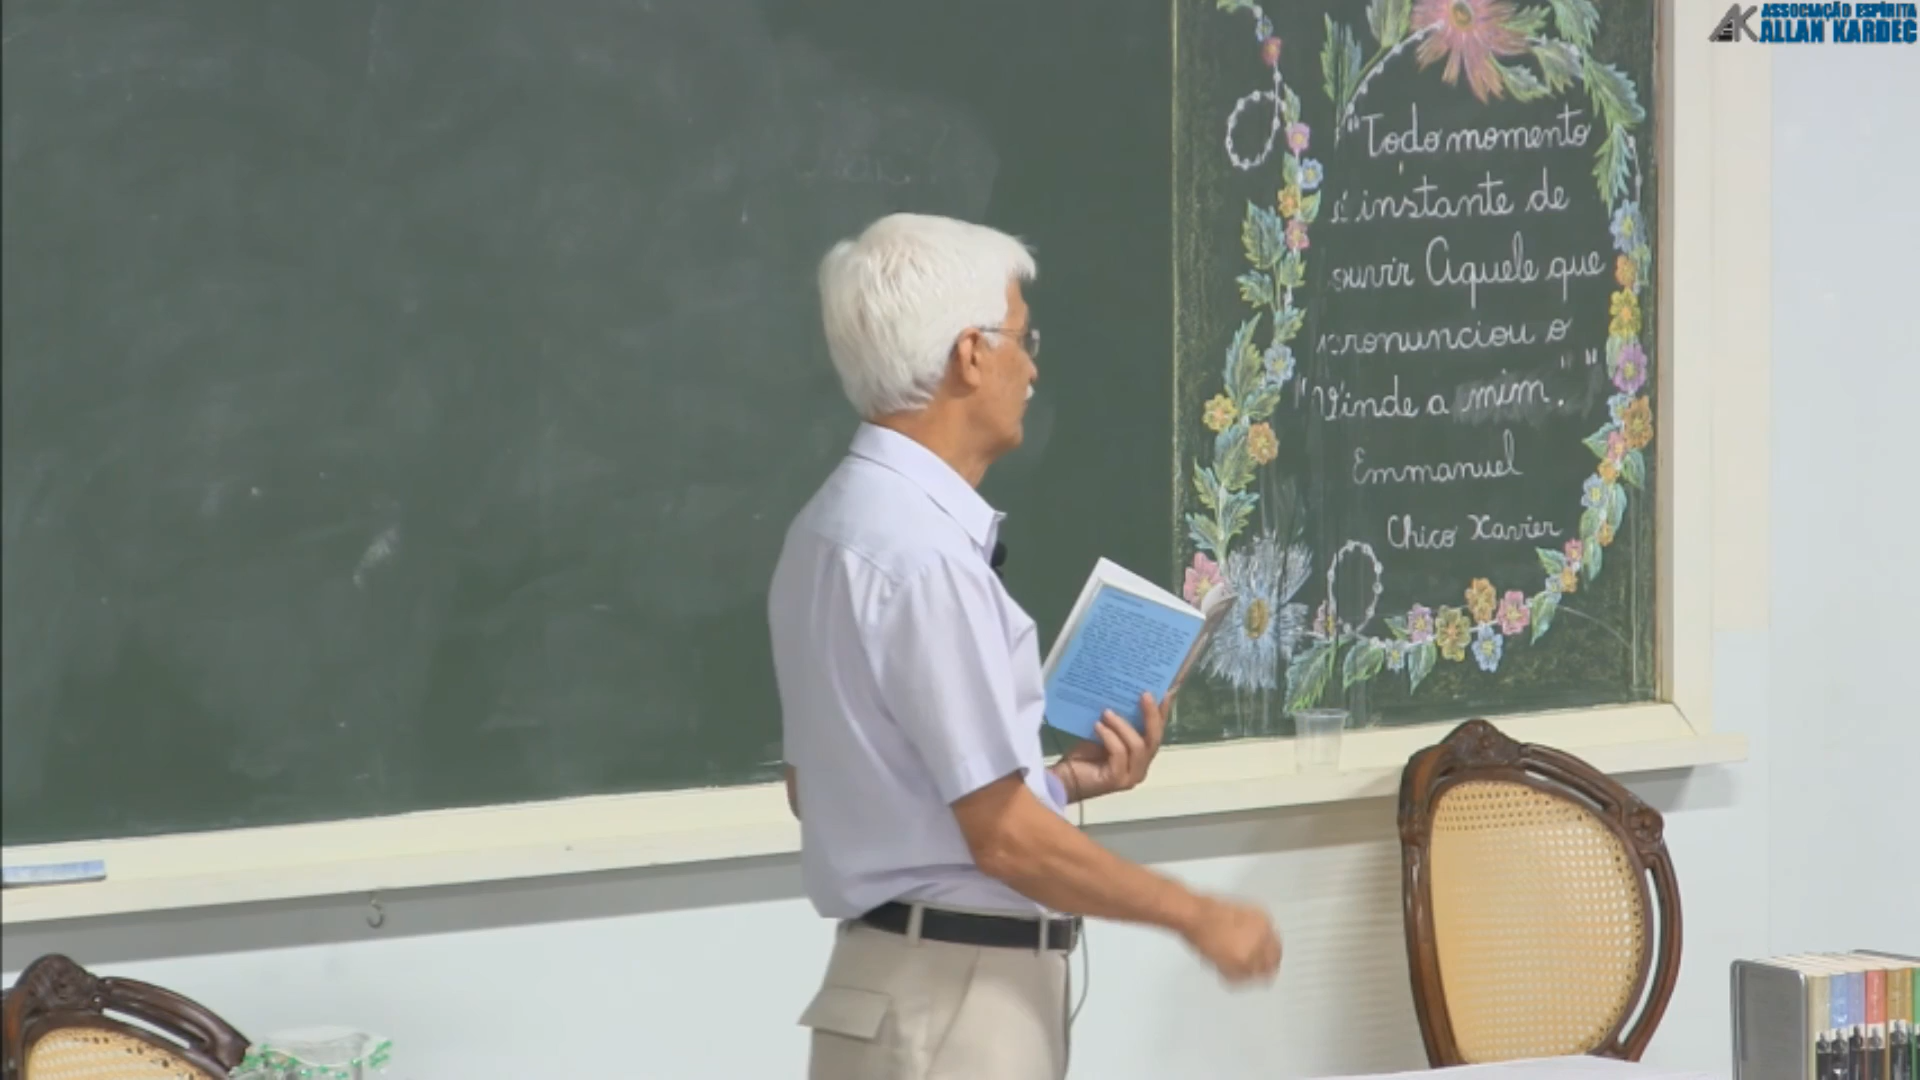 ASSOCIAÇÃO ESPÍRITA
ALLAN KARDEC
"Todo momento
é instante de
ouvir Aquele que
pronunciou o
"Vinde a mim." "
Emmanuel
Chico Xavier